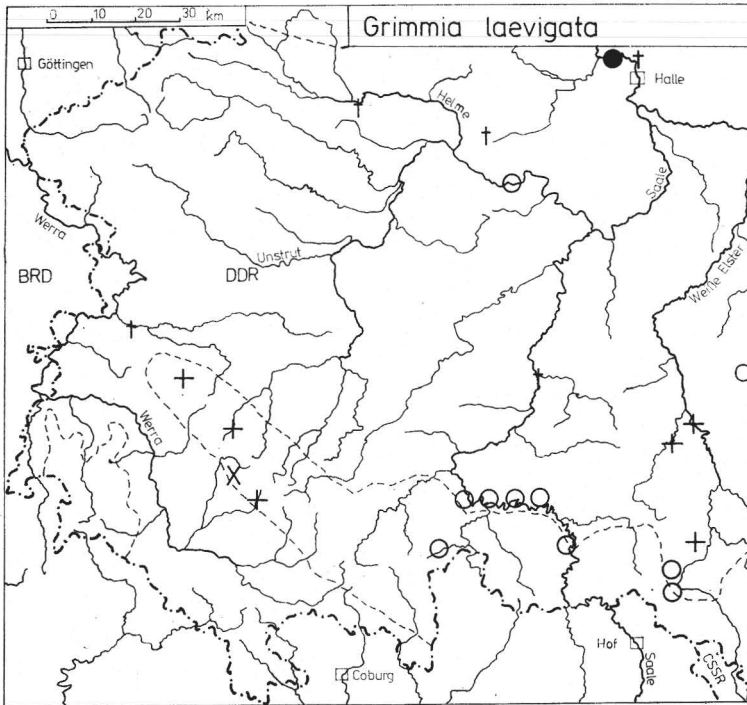 0 10 20 30 km
Grimmia laevigata
Göttingen
Halle
Helme
Saale
Werra
Unstrut
Weiße Elster
BRD
DDR
Werra
Hof
Saale
ČSSR
Coburg